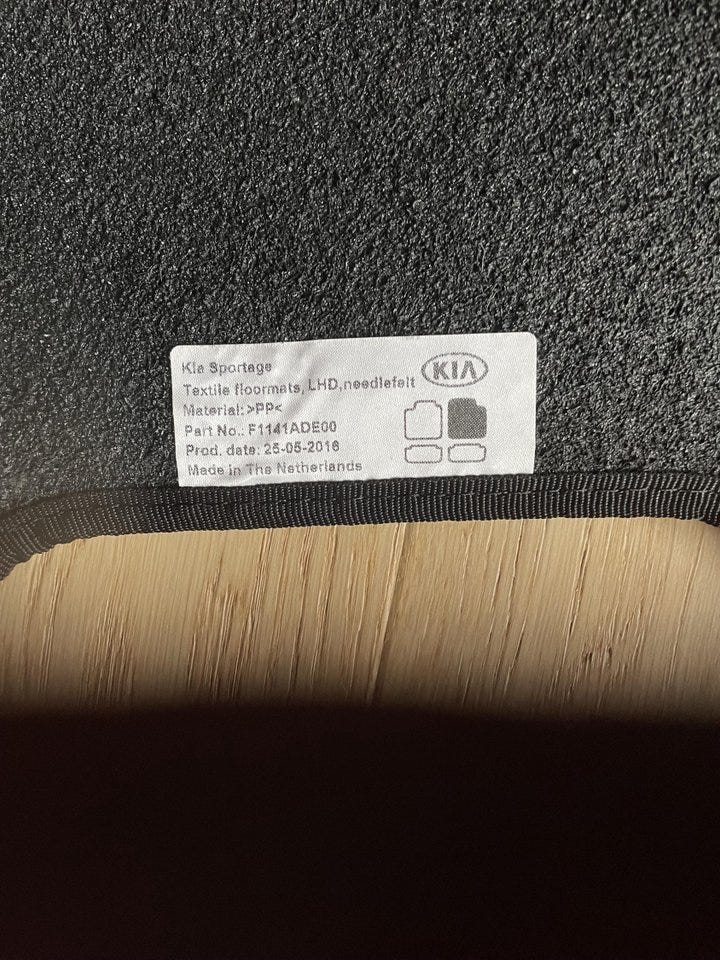 Kia Sportage
KIA
Textile floormats, LHD,needlefelt
Material: >PP<
Part No.: F1141ADE00
Prod. date: 25-05-2016
Made in The Netherlands